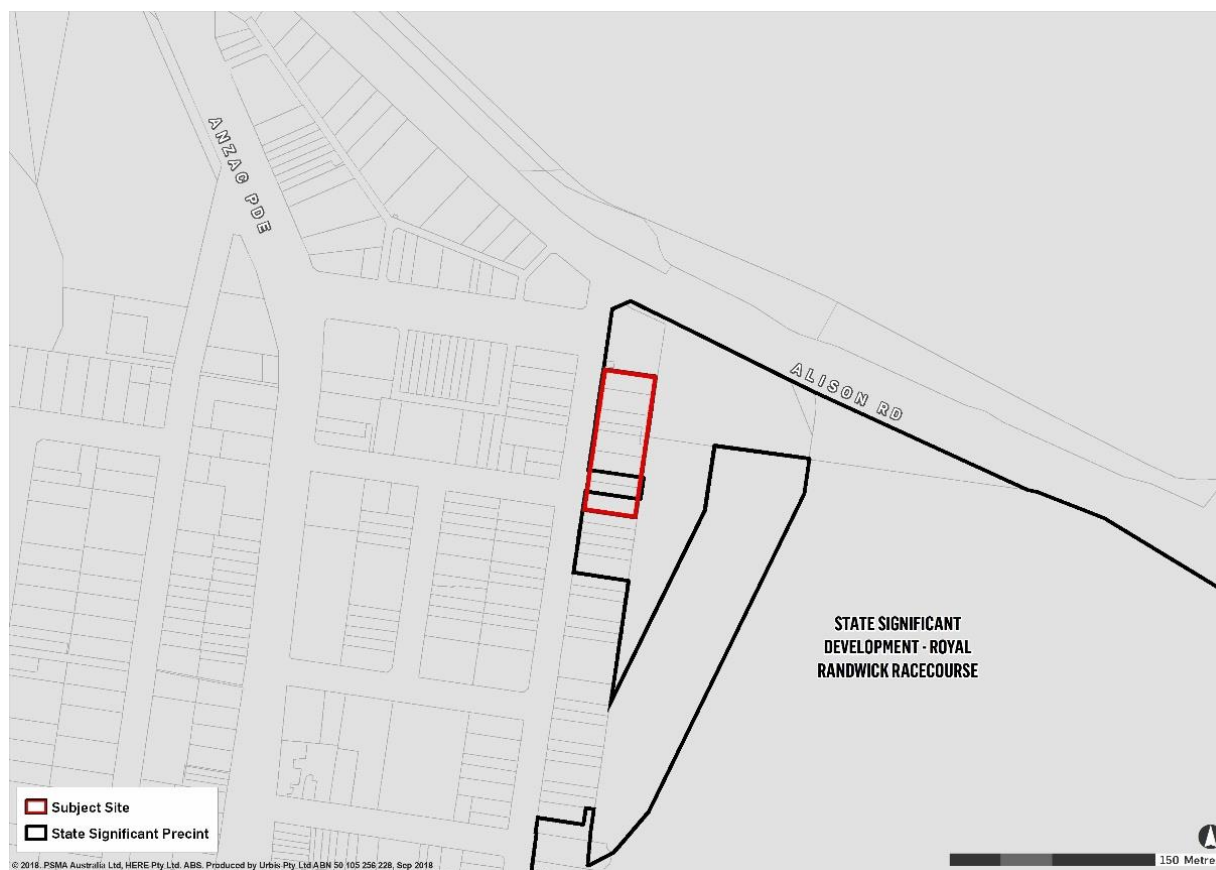 ANZAC PDE
ALISON RD
STATE SIGNIFICANT
DEVELOPMENT - ROYAL
RANDWICK RACECOURSE
Subject Site
State Significant Precint
© 2018. PSMA Australia Ltd, HERE Pty Ltd. ABS. Produced by Urbis Pty Ltd ABN 50 105 256 228, Sep 2018
150 Metres